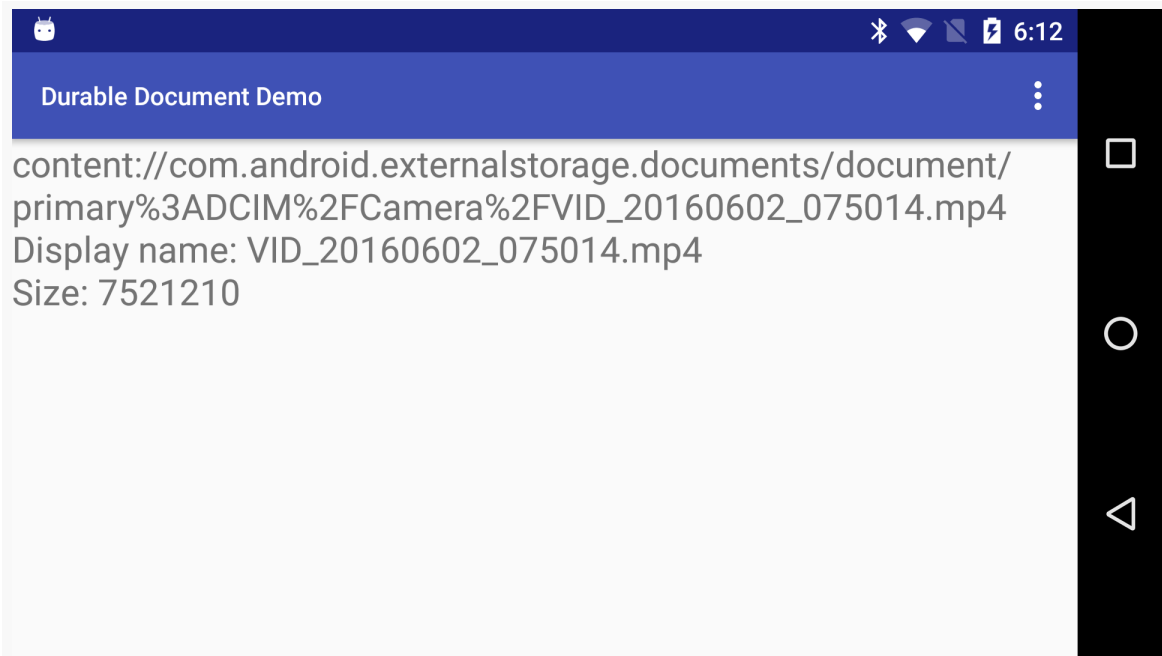 6:12
Durable Document Demo
content://com.android.externalstorage.documents/document/
primary%3ADCIM%2FCamera%2FVID_20160602_075014.mp4
Display name: VID_20160602_075014.mp4
Size: 7521210